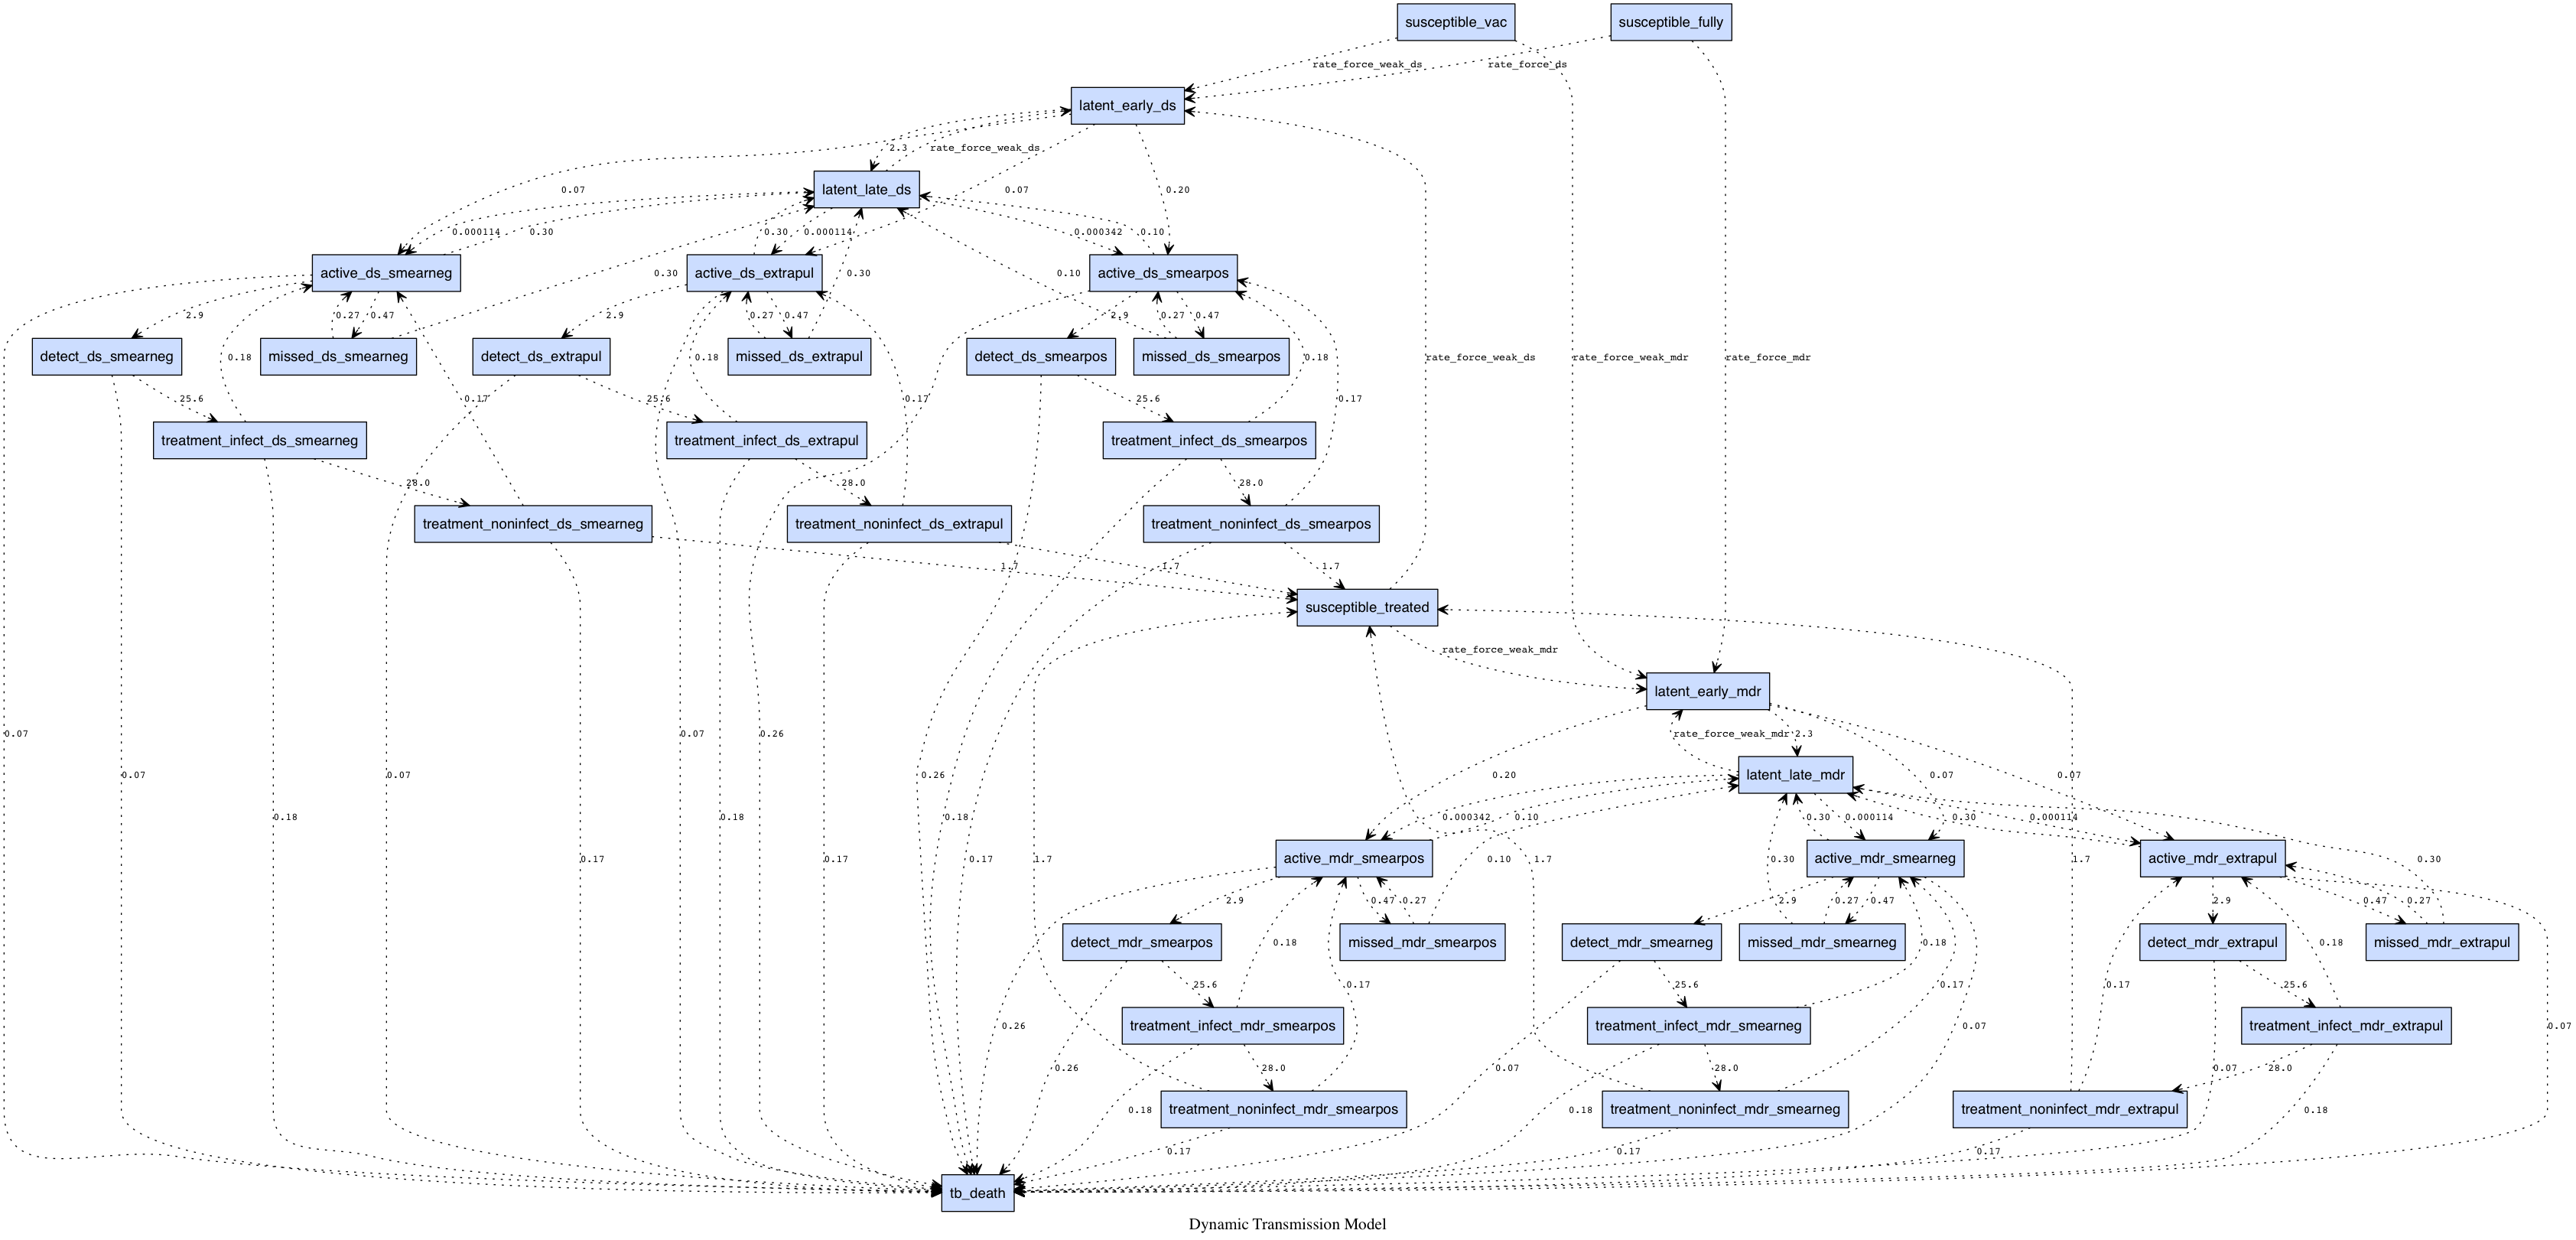 susceptible_vac susceptible_fully
rate_force_weak_ds rate_force_ds
latent_early_ds
2.3 rate_force_weak_ds
0.07 latent_late_ds 0.07 0.20
0.000114 0.30 0.30 0.000114 0.000342 0.10
active_ds_smearneg 0.30 active_ds_extrapul 0.30 0.10 active_ds_smearpos
2.9 0.27 0.47 2.9 0.27 0.47 2.9 0.27 0.47
detect_ds_smearneg 0.18 missed_ds_smearneg detect_ds_extrapul 0.18 missed_ds_extrapul detect_ds_smearpos missed_ds_smearpos 0.18 rate_force_weak_ds rate_force_weak_mdr rate_force_mdr
25.6 0.17 25.6 0.17 25.6 0.17
treatment_infect_ds_smearneg treatment_infect_ds_extrapul treatment_infect_ds_smearpos
28.0 28.0 28.0
treatment_noninfect_ds_smearneg treatment_noninfect_ds_extrapul treatment_noninfect_ds_smearpos
1.7 1.7 1.7
susceptible_treated
rate_force_weak_mdr
latent_early_mdr
0.07 0.07 0.26 rate_force_weak_mdr 2.3
0.07 0.07 0.26 0.20 latent_late_mdr 0.07 0.07
0.18 0.18 0.18 0.000342 0.10 0.30 0.000114 0.30 0.000114
0.17 0.17 0.17 1.7 active_mdr_smearpos 0.10 1.7 0.30 active_mdr_smearneg 1.7 active_mdr_extrapul 0.30
2.9 0.47 0.27 2.9 0.27 0.47 2.9 0.47 0.27
detect_mdr_smearpos 0.18 missed_mdr_smearpos detect_mdr_smearneg missed_mdr_smearneg 0.18 detect_mdr_extrapul 0.18 missed_mdr_extrapul
25.6 0.17 25.6 0.17 0.17 25.6
0.26 treatment_infect_mdr_smearpos treatment_infect_mdr_smearneg 0.07 treatment_infect_mdr_extrapul 0.07
0.26 28.0 0.07 28.0 0.07 28.0
0.18 treatment_noninfect_mdr_smearpos 0.18 treatment_noninfect_mdr_smearneg treatment_noninfect_mdr_extrapul 0.18
0.17 0.17 0.17
tb_death
Dynamic Transmission Model